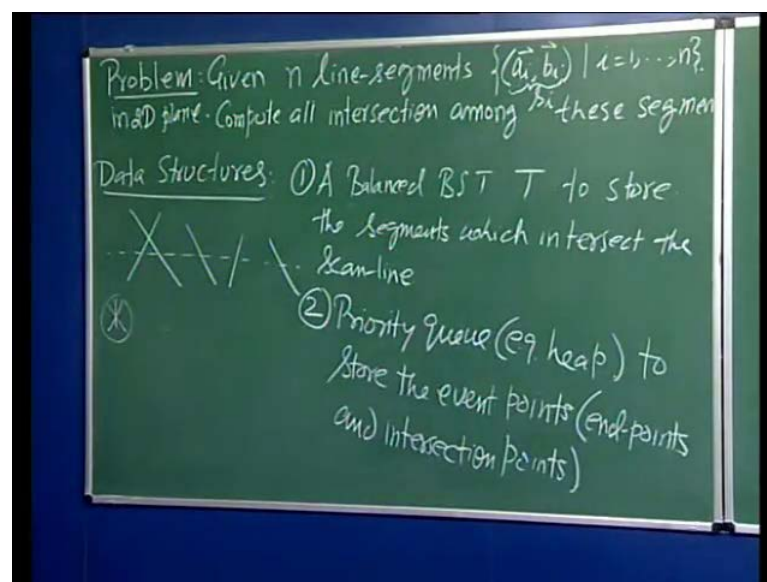 Problem: Given n line-segments {(a⃗i, b⃗i) | i=1, ..., n}.
in 2D plane. Compute all intersection among these segmen
Data Structures: ① A Balanced BST T to store
the segments which intersect the
scan-line
② Priority queue (eg. heap) to
store the event points (end-points
and intersection points)